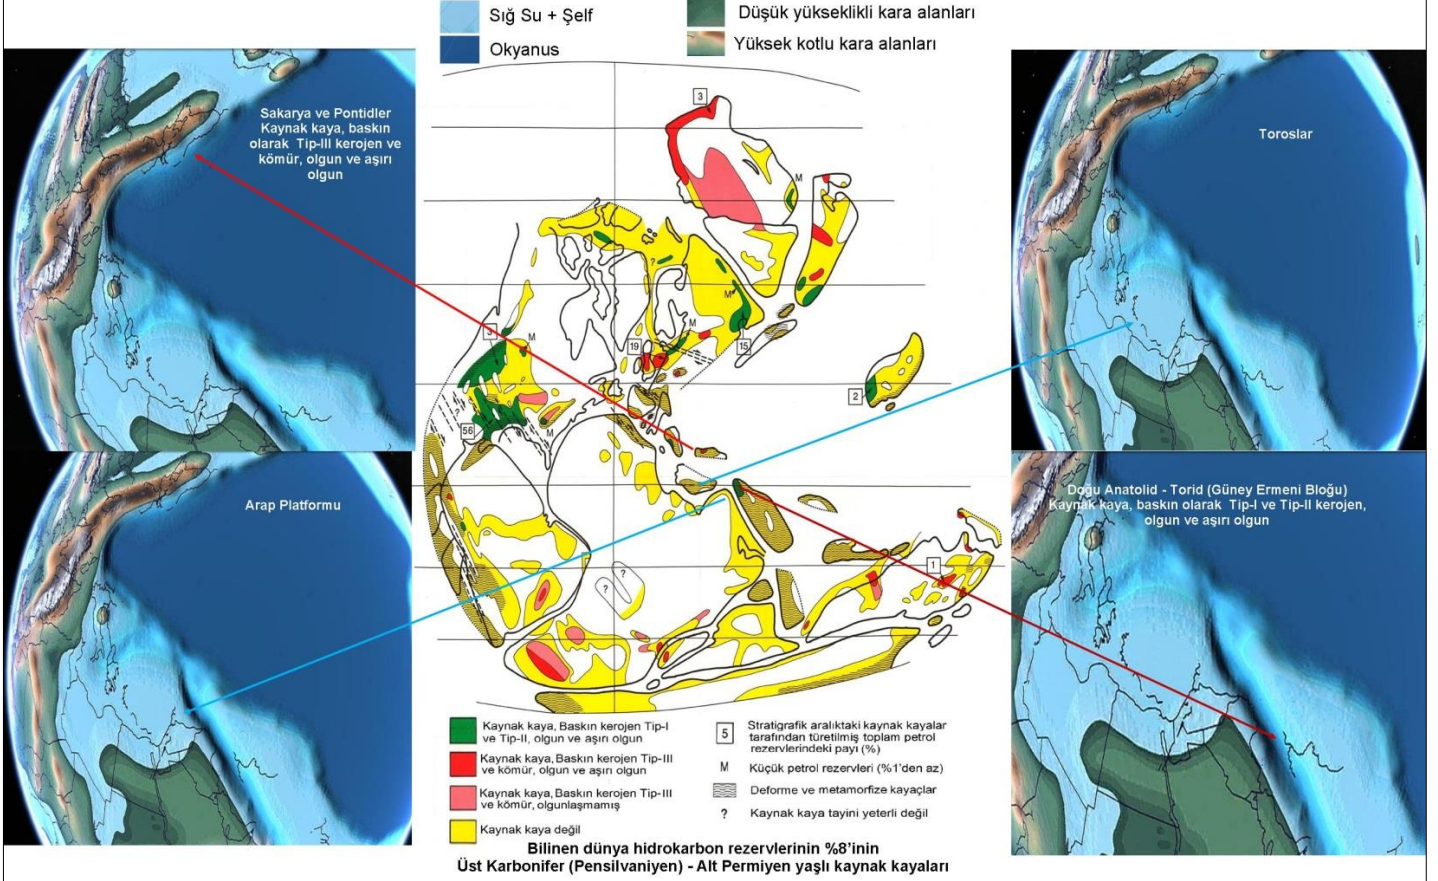 Sığ Su + Şelf
Okyanus
Düşük yükseklikli kara alanları
Yüksek kotlu kara alanları
Sakarya ve Pontidler
Kaynak kaya, baskın
olarak Tip-III kerojen ve
kömür, olgun ve aşırı
olgun
Toroslar
Arap Platformu
Doğu Anatolid - Torid (Güney Ermeni Bloğu)
Kaynak kaya, baskın olarak Tip-I ve Tip-II kerojen,
olgun ve aşırı olgun
3
M
?
M
M
3
M
19
15
2
56
M
?
?
1
Kaynak kaya, Baskın kerojen Tip-I
ve Tip-II, olgun ve aşırı olgun
Kaynak kaya, Baskın kerojen Tip-III
ve kömür, olgun ve aşırı olgun
Kaynak kaya, Baskın kerojen Tip-III
ve kömür, olgunlaşmamış
Kaynak kaya değil
5
Stratigrafik aralıktaki kaynak kayalar
tarafından türetilmiş toplam petrol
rezervlerindeki payı (%)
M Küçük petrol rezervleri (%1'den az)
Deforme ve metamorfize kayaçlar
? Kaynak kaya tayini yeterli değil
Bilinen dünya hidrokarbon rezervlerinin %8'inin
Üst Karbonifer (Pensilvaniyen) - Alt Permiyen yaşlı kaynak kayaları